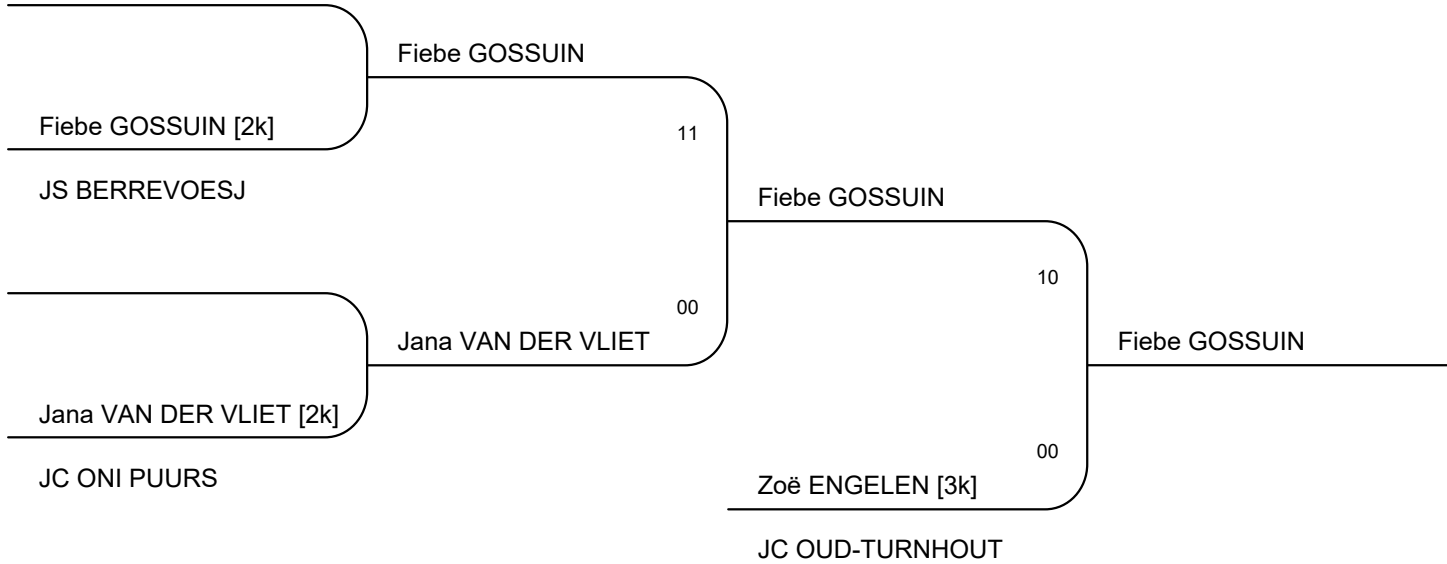 Fiebe GOSSUIN
Fiebe GOSSUIN [2k]
11
JS BERREVOESJ
Fiebe GOSSUIN
10
00
Jana VAN DER VLIET
Fiebe GOSSUIN
Jana VAN DER VLIET [2k]
00
JC ONI PUURS
Zoë ENGELEN [3k]
JC OUD-TURNHOUT